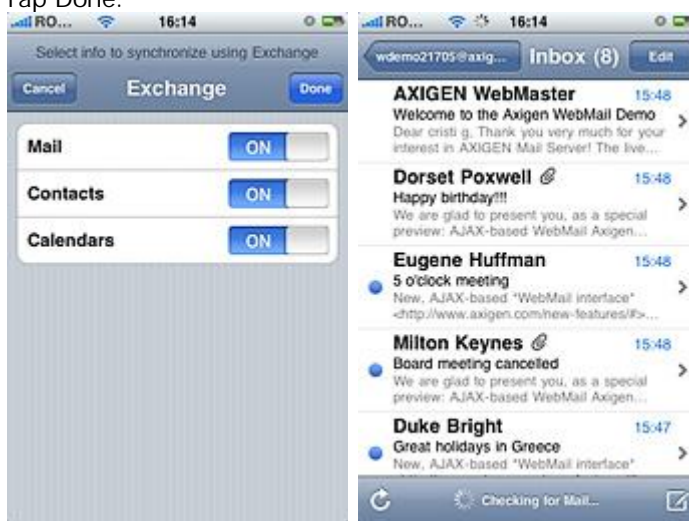 Tap Done.
RO... 16:14
Select info to synchronize using Exchange
Cancel Exchange Done
Mail ON
Contacts ON
Calendars ON
RO... 16:14
wdemo21705@axig... Inbox (8) Edit
AXIGEN WebMaster 15:48
Welcome to the Axigen WebMail Demo
Dear cristi g, Thank you very much for your
interest in AXIGEN Mail Server! The live...
Dorset Poxwell 15:48
Happy birthday!!!
We are glad to present you, as a special
preview: AJAX-based WebMail Axigen...
Eugene Huffman 15:48
5 o'clock meeting
New, AJAX-based "WebMail interface"
<http://www.axigen.com/new-features/#>...
Milton Keynes 15:48
Board meeting cancelled
We are glad to present you, as a special
preview: AJAX-based WebMail Axigen...
Duke Bright 15:47
Great holidays in Greece
New, AJAX-based "WebMail interface"
Checking for Mail...